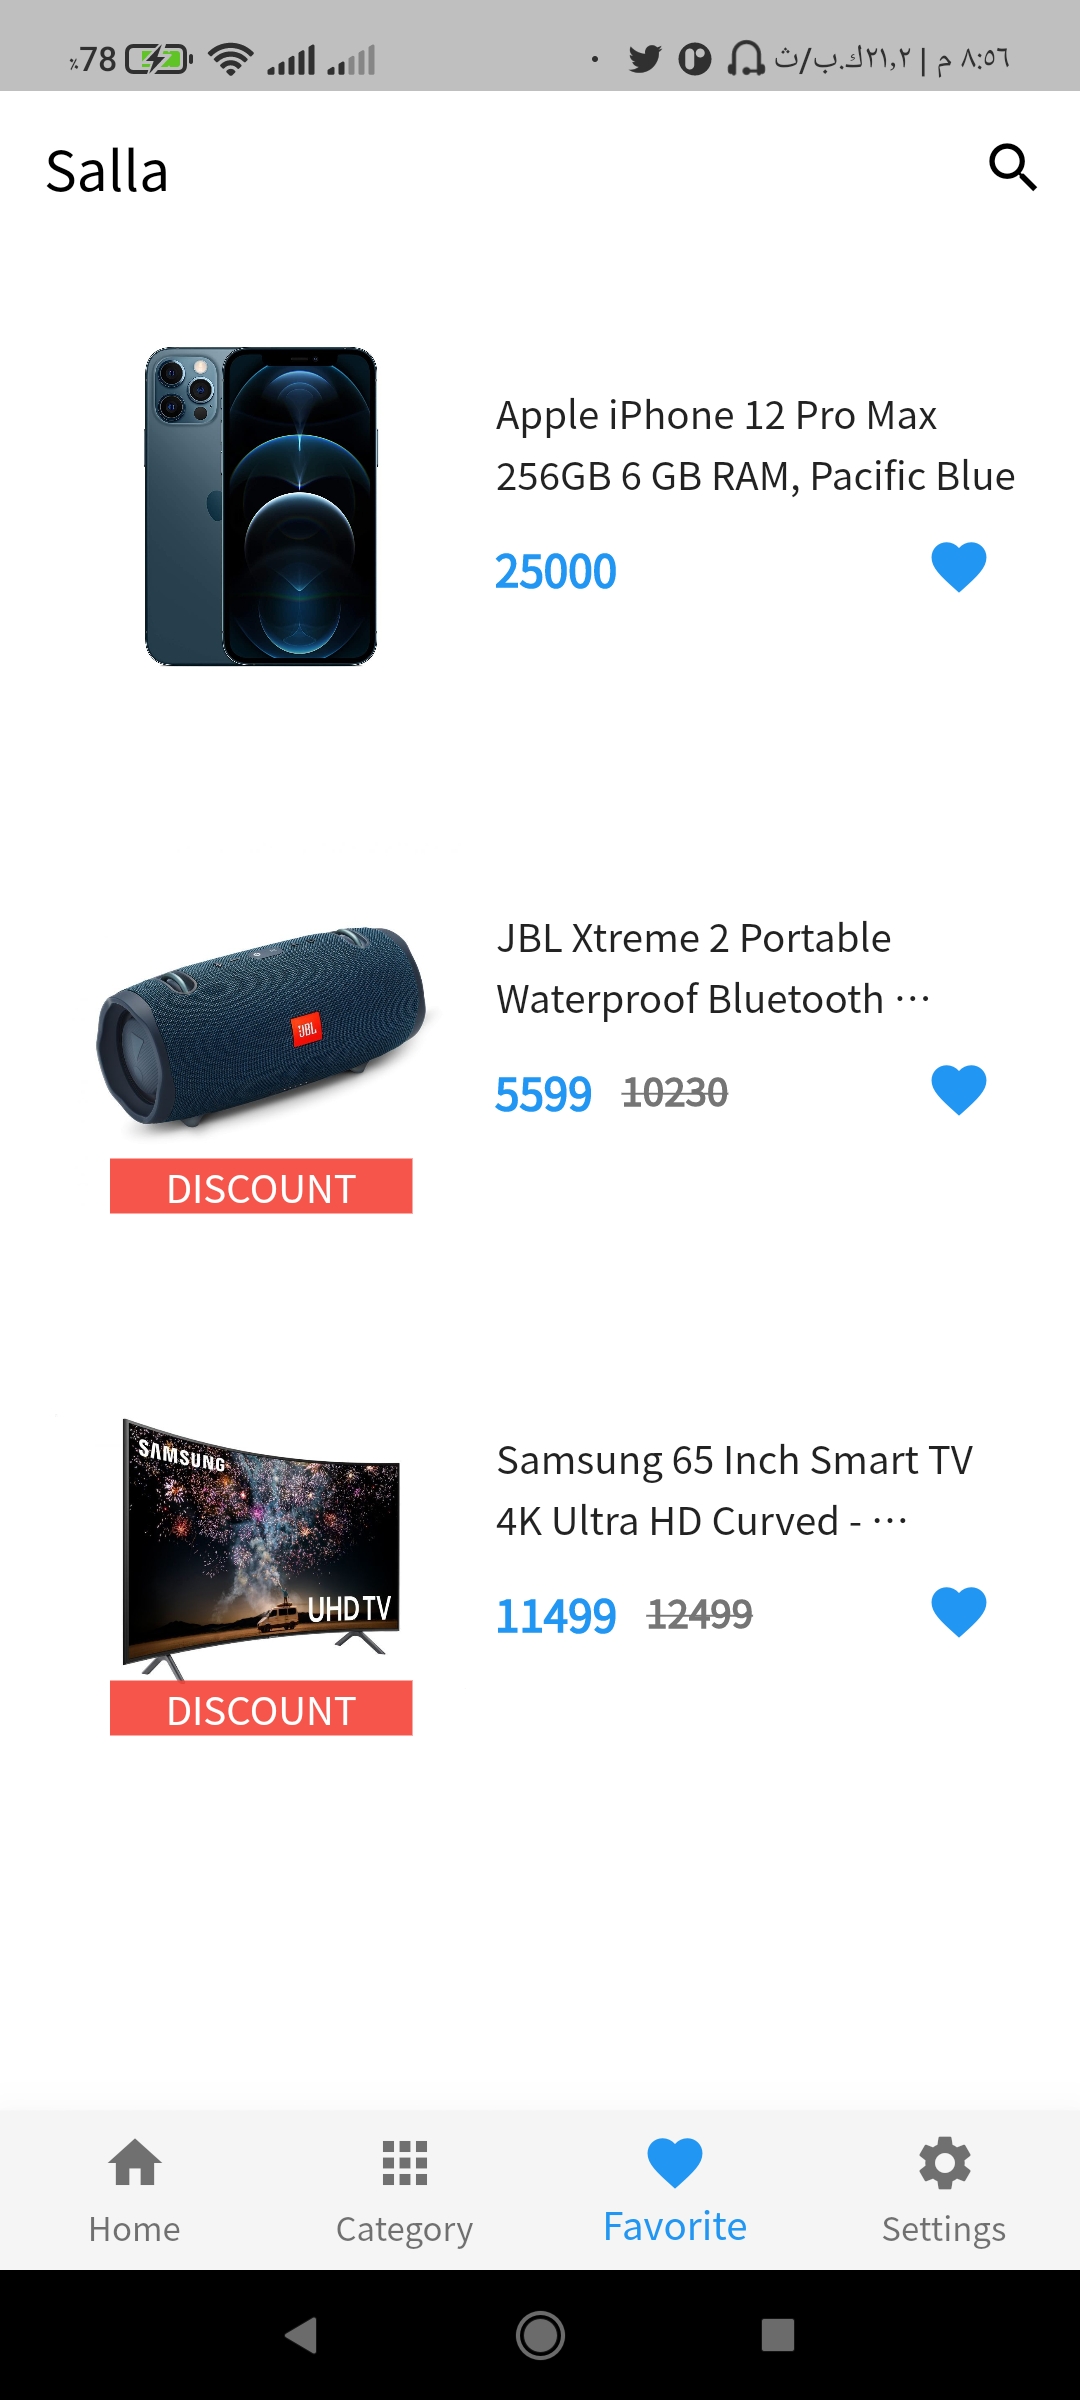 ٪78
٨:٥٦ م | ٢١,٢ك.ب/ث
Salla
Apple iPhone 12 Pro Max
256GB 6 GB RAM, Pacific Blue
25000
JBL Xtreme 2 Portable
Waterproof Bluetooth ...
5599 10230
JBL
DISCOUNT
SAMSUNG
UHD TV
Samsung 65 Inch Smart TV
4K Ultra HD Curved - ...
11499 12499
DISCOUNT
Home
Category
Favorite
Settings